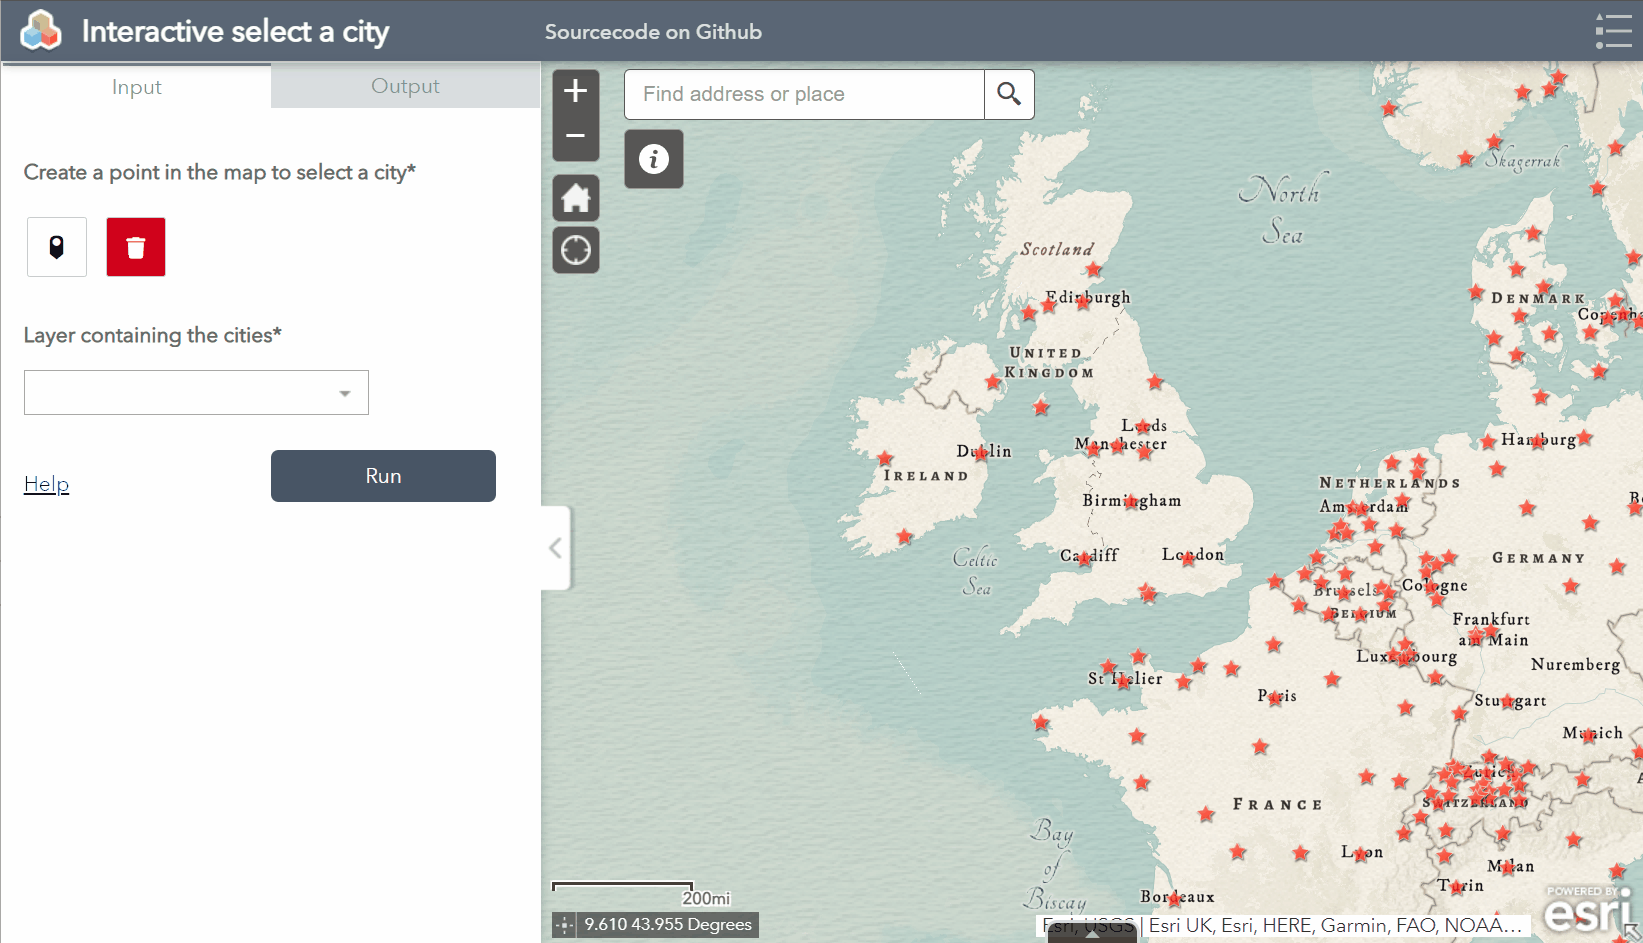 Interactive select a city
Sourcecode on Github
Input
Output
Create a point in the map to select a city*
Layer containing the cities*
Help
Run
+
−
Find address or place
i
North
Sea
Skagerrak
Scotland
Edinburgh
DENMARK
UNITED
KINGDOM
Leeds
Manchester
Dublin
IRELAND
Hamburg
NETHERLANDS
Amsterdam
Birmingham
Celtic
Sea
Cardiff
London
GERMANY
Brussels
Cologne
BELGIUM
Frankfurt
am Main
Luxembourg
Nuremberg
St Helier
Paris
Stuttgart
Munich
Zurich
SWITZERLAND
FRANCE
Bay
of
Biscay
Lyon
Milan
Turin
Bordeaux
200mi
9.610 43.955 Degrees
Esri, USGS | Esri UK, Esri, HERE, Garmin, FAO, NOAA...
POWERED BY
esri